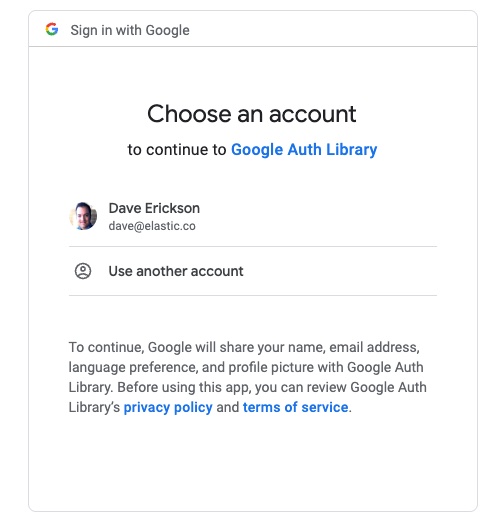 Sign in with Google
Choose an account
to continue to Google Auth Library
Dave Erickson
dave@elastic.co
Use another account
To continue, Google will share your name, email address,
language preference, and profile picture with Google Auth
Library. Before using this app, you can review Google Auth
Library's privacy policy and terms of service.